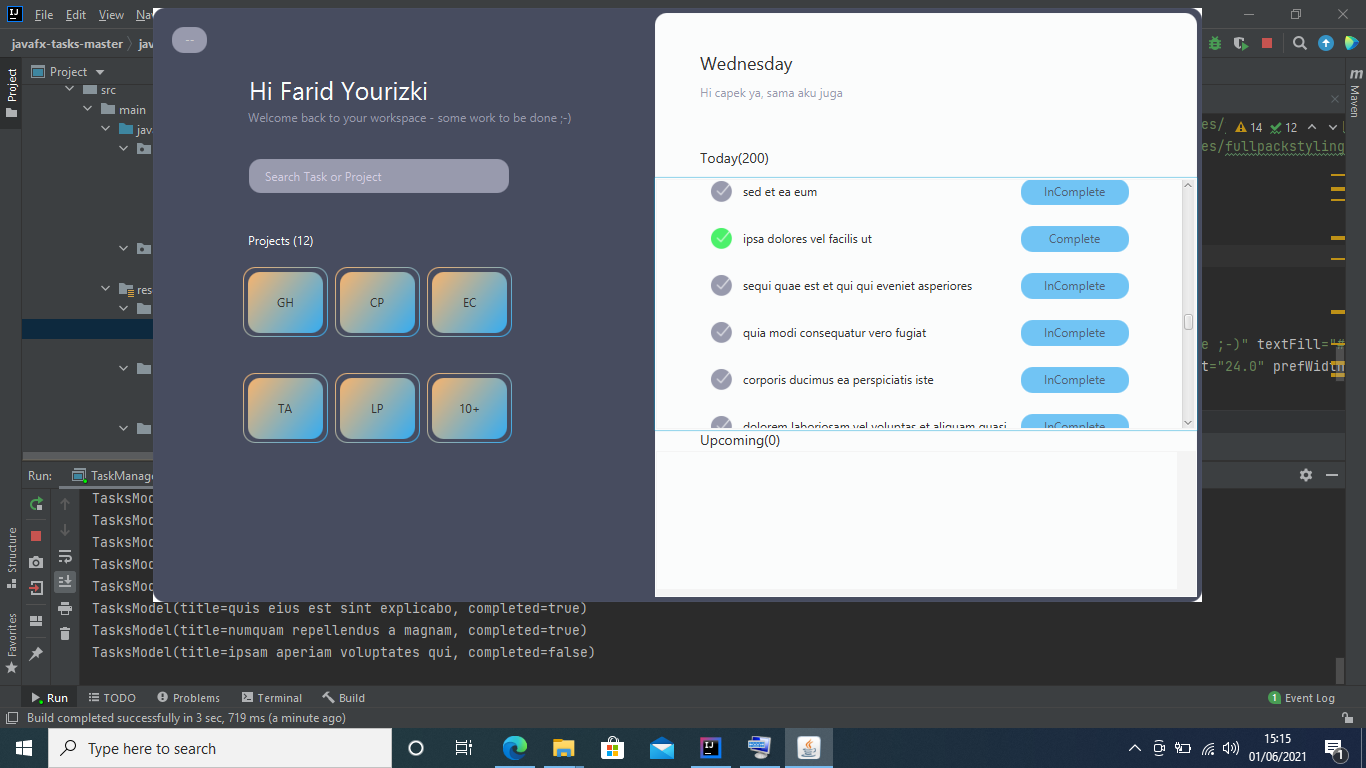 File Edit View Na
javafx-tasks-master
Project
src
main
jav
res
Project
Structure
Favorites
Maven
--
Hi Farid Yourizki
Welcome back to your workspace - some work to be done ;-)
Search Task or Project
Projects (12)
GH
CP
EC
TA
LP
10+
Wednesday
Hi capek ya, sama aku juga
Today(200)
sed et ea eum InComplete
ipsa dolores vel facilis ut Complete
sequi quae est et qui qui eveniet asperiores InComplete
quia modi consequatur vero fugiat InComplete
corporis ducimus ea perspiciatis iste InComplete
dolorem laboriosam vel voluptas et aliquam quasi InComplete
Upcoming(0)
es/ 14 12
es/fullpackstyling
e ;-)" textFill="#
t="24.0" prefWidth
Run: TaskManage
TasksMod
TasksMod
TasksMod
TasksMod
TasksMod
TasksModel(title=quis eius est sint explicabo, completed=true)
TasksModel(title=numquam repellendus a magnam, completed=true)
TasksModel(title=ipsam aperiam voluptates qui, completed=false)
Run TODO Problems Terminal Build 1 Event Log
Build completed successfully in 3 sec, 719 ms (a minute ago)
Type here to search
15:15
01/06/2021
1